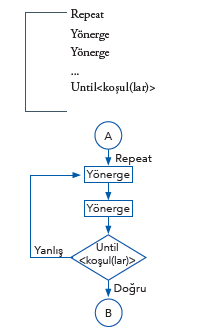 Repeat
Yönerge
Yönerge
...
Until<koşul(lar)>
A
Repeat
Yönerge
Yönerge
Until
<koşul(lar)>
Yanlış
Doğru
B